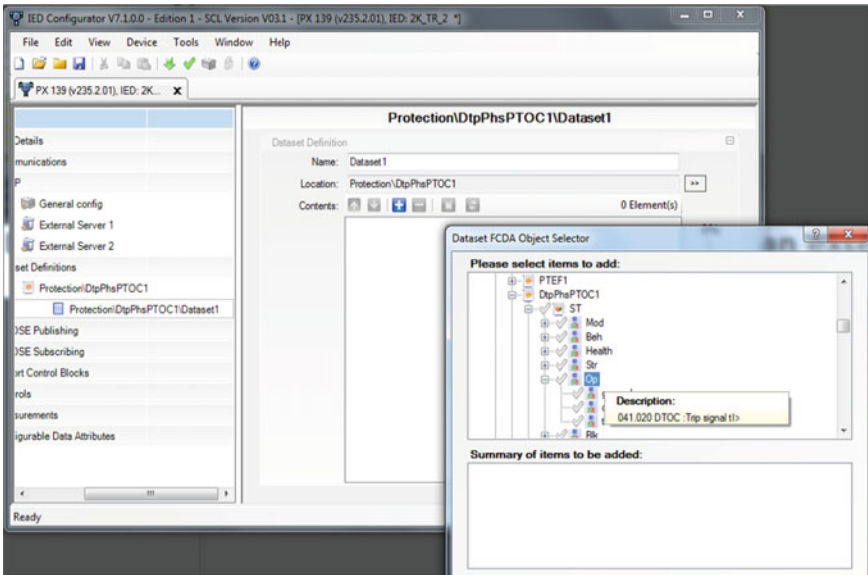 IED Configurator V7.1.0.0 - Edition 1 - SCL Version V03.1 - [PX 139 (v235.2.01), IED: 2K_TR_2 *]
File Edit View Device Tools Window Help
PX 139 (v235.2.01), IED: 2K... X
Details
munications
P
General config
External Server 1
External Server 2
set Definitions
Protection\DtpPhsPTOC1
Protection\DtpPhsPTOC1\Dataset1
OSE Publishing
OSE Subscribing
ort Control Blocks
rols
surements
igurable Data Attributes
Ready
Protection\DtpPhsPTOC1\Dataset1
Dataset Definition
Name: Dataset1
Location: Protection\DtpPhsPTOC1 >>
Contents: 0 Element(s)
Dataset FCDA Object Selector
Please select items to add:
PTEF1
DtpPhsPTOC1
ST
Mod
Beh
Health
Str
Op
Description:
041.020 DTOC :Trip signal tI>
Blk
Summary of items to be added: